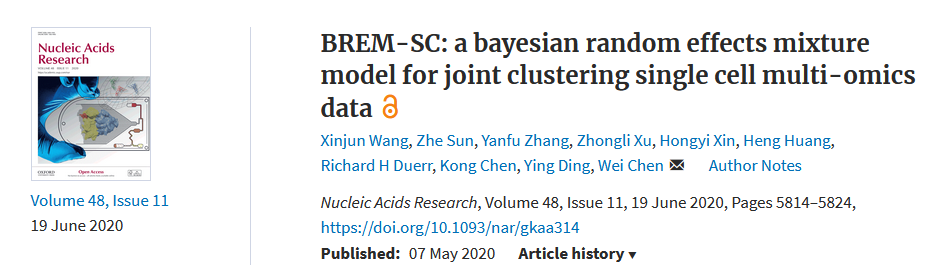 Nucleic Acids
Research
Open Access
OXFORD
Volume 48, Issue 11
19 June 2020
BREM-SC: a bayesian random effects mixture
model for joint clustering single cell multi-omics
data
Xinjun Wang, Zhe Sun, Yanfu Zhang, Zhongli Xu, Hongyi Xin, Heng Huang,
Richard H Duerr, Kong Chen, Ying Ding, Wei Chen Author Notes
Nucleic Acids Research, Volume 48, Issue 11, 19 June 2020, Pages 5814–5824,
https://doi.org/10.1093/nar/gkaa314
Published: 07 May 2020 Article history